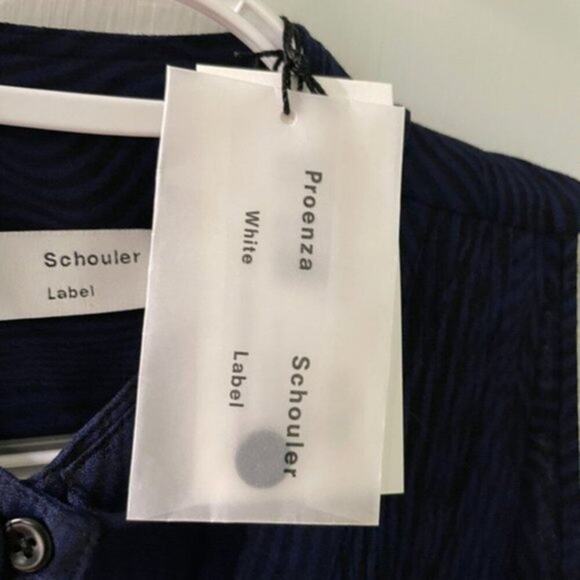 Schouler
Label
Proenza Schouler
White Label